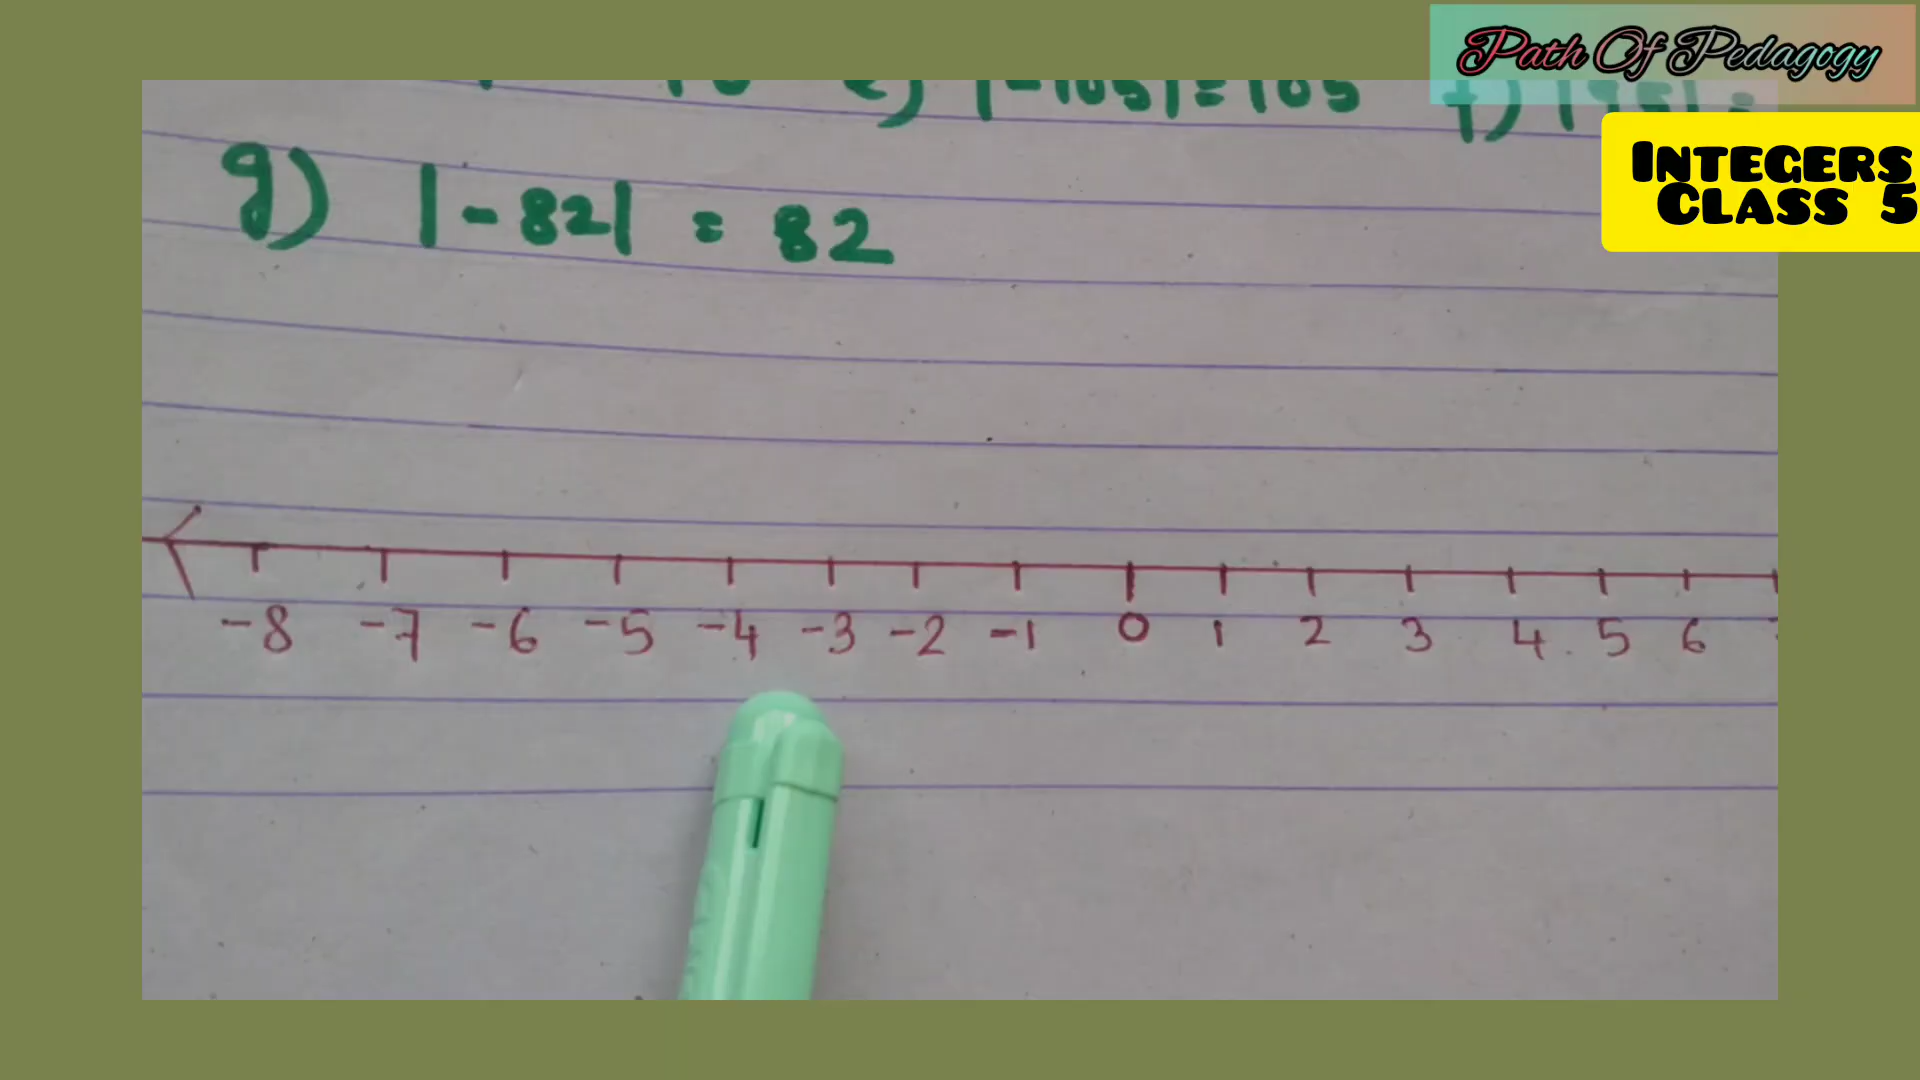 Path Of Pedagogy
e) |-105| = 105
INTEGERS
CLASS 5
g) |-82| = 82
-8 -7 -6 -5 -4 -3 -2 -1 0 1 2 3 4 5 6